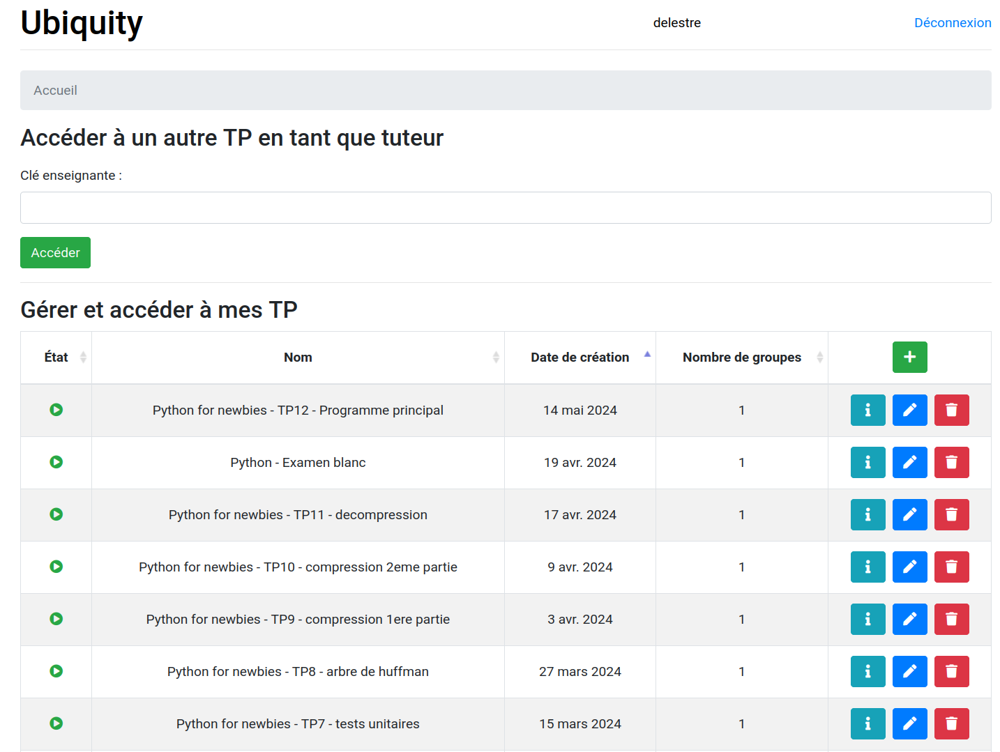 Ubiquity delestre Déconnexion
Accueil
Accéder à un autre TP en tant que tuteur
Clé enseignante :
Accéder
Gérer et accéder à mes TP
État Nom Date de création Nombre de groupes
Python for newbies - TP12 - Programme principal 14 mai 2024 1
Python - Examen blanc 19 avr. 2024 1
Python for newbies - TP11 - decompression 17 avr. 2024 1
Python for newbies - TP10 - compression 2eme partie 9 avr. 2024 1
Python for newbies - TP9 - compression 1ere partie 3 avr. 2024 1
Python for newbies - TP8 - arbre de huffman 27 mars 2024 1
Python for newbies - TP7 - tests unitaires 15 mars 2024 1